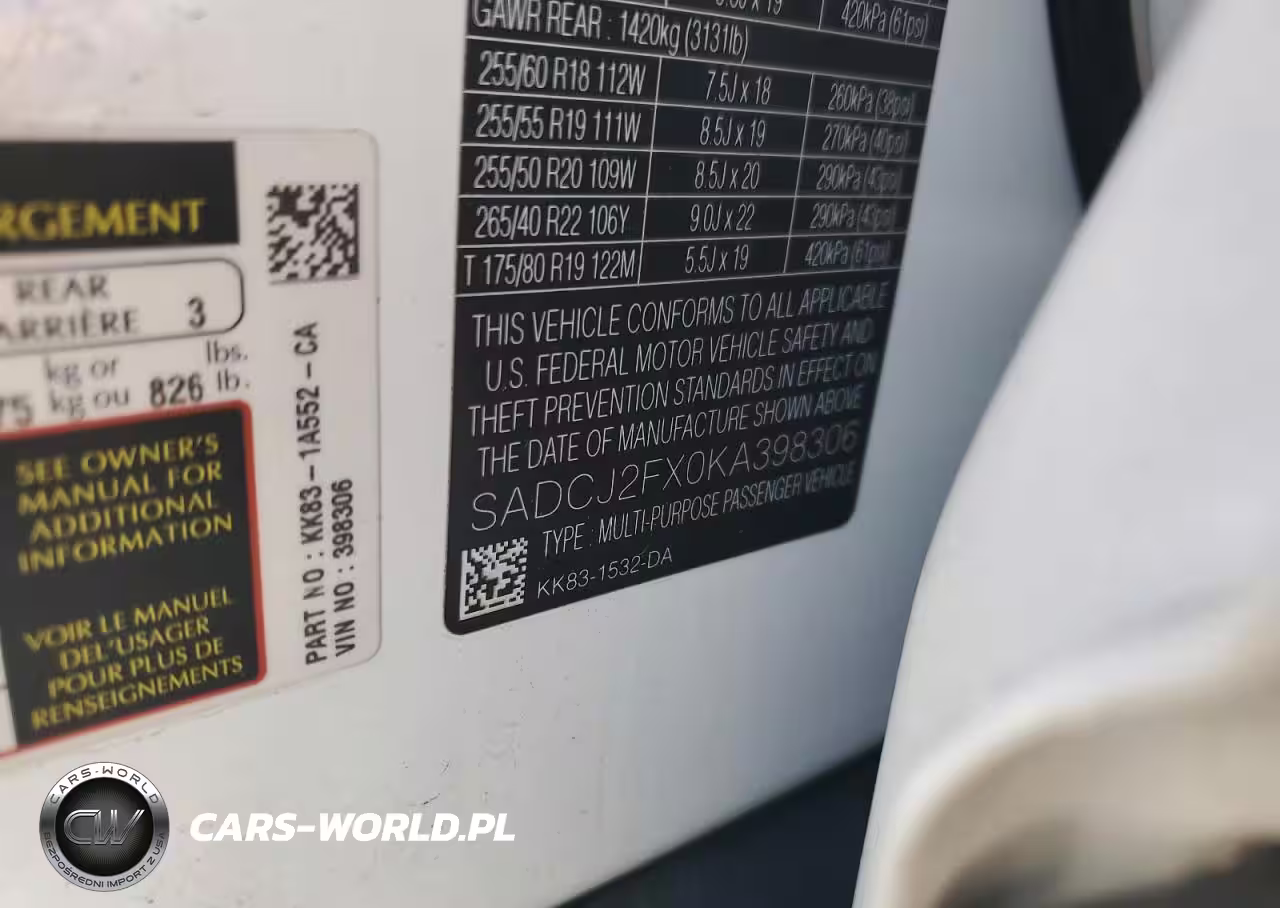 420kPa (61psi)
GAWR REAR : 1420kg (3131lb)
255/60 R18 112W 7.5J x 18 260kPa (38psi)
255/55 R19 111W 8.5J x 19 270kPa (40psi)
255/50 R20 109W 8.5J x 20 290kPa (43psi)
265/40 R22 106Y 9.0J x 22 290kPa (43psi)
T 175/80 R19 122M 5.5J x 19 420kPa (61psi)
THIS VEHICLE CONFORMS TO ALL APPLICABLE
U.S. FEDERAL MOTOR VEHICLE SAFETY AND
THEFT PREVENTION STANDARDS IN EFFECT ON
THE DATE OF MANUFACTURE SHOWN ABOVE
SADCJ2FX0KA398306
TYPE : MULTI-PURPOSE PASSENGER VEHICLE
KK83-1532-DA
RGEMENT
REAR
ARRIÈRE 3
kg or lbs.
75 kg ou 826 lb.
SEE OWNER'S
MANUAL FOR
ADDITIONAL
INFORMATION
VOIR LE MANUEL
DEL'USAGER
POUR PLUS DE
RENSEIGNEMENTS
PART NO : KK83-1A552-CA
VIN NO : 398306
CARS-WORLD
CW
BEZPOŚREDNI IMPORT Z USA
CARS-WORLD.PL